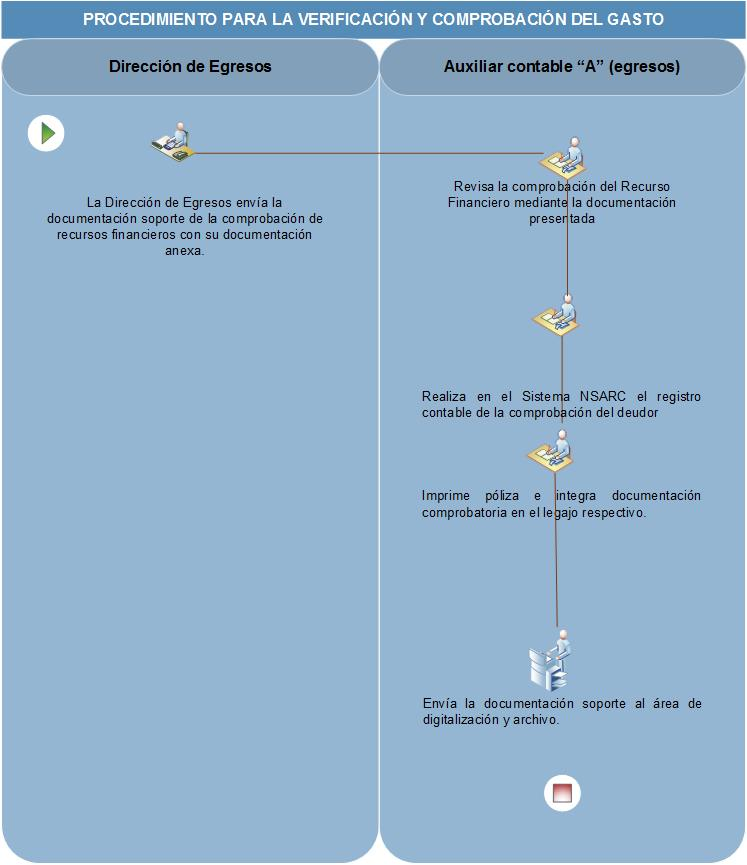 PROCEDIMIENTO PARA LA VERIFICACIÓN Y COMPROBACIÓN DEL GASTO
Dirección de Egresos
Auxiliar contable “A” (egresos)
La Dirección de Egresos envía la
documentación soporte de la comprobación de
recursos financieros con su documentación
anexa.
Revisa la comprobación del Recurso
Financiero mediante la documentación
presentada
Realiza en el Sistema NSARC el registro
contable de la comprobación del deudor
Imprime póliza e integra documentación
comprobatoria en el legajo respectivo.
Envía la documentación soporte al área de
digitalización y archivo.